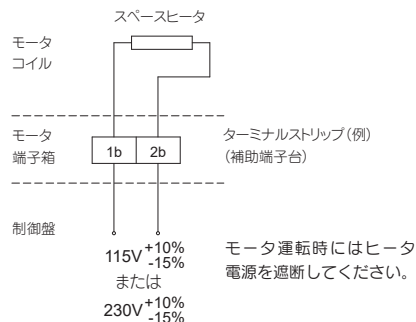 スペースヒータ
モータ
コイル
モータ
端子箱
1b 2b
ターミナルストリップ(例)
(補助端子台)
制御盤
115V +10% -15%
または
230V +10% -15%
モータ運転時にはヒータ
電源を遮断してください。